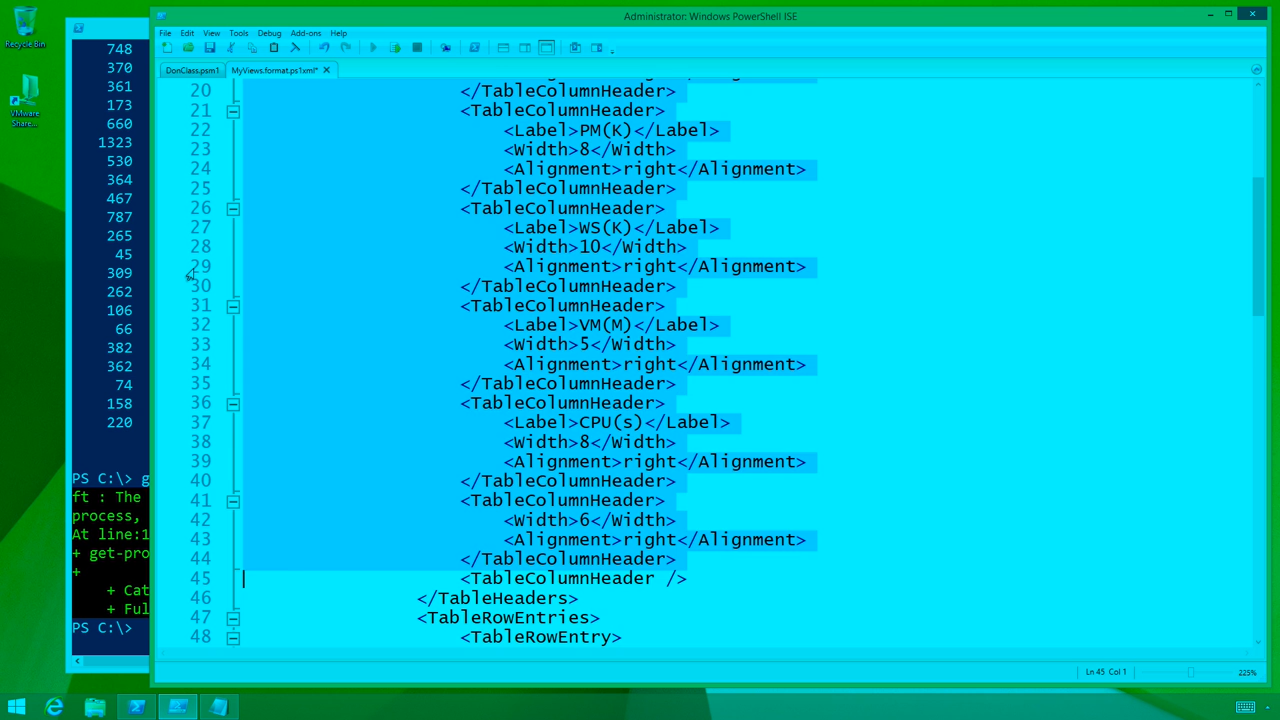 Administrator: Windows PowerShell ISE
File Edit View Tools Debug Add-ons Help
DonClass.psm1 MyViews.format.ps1xml*
Recycle Bin
VMware
Share...
748
370
361
173
660
1323
530
364
467
787
265
45
309
262
106
66
382
362
74
158
220
PS C:\> g
ft : The
process,
At line:1
+ get-pro
+
+ Cat
+ Ful
PS C:\>
20 </TableColumnHeader>
21 <TableColumnHeader>
22 <Label>PM(K)</Label>
23 <Width>8</Width>
24 <Alignment>right</Alignment>
25 </TableColumnHeader>
26 <TableColumnHeader>
27 <Label>WS(K)</Label>
28 <Width>10</Width>
29 <Alignment>right</Alignment>
30 </TableColumnHeader>
31 <TableColumnHeader>
32 <Label>VM(M)</Label>
33 <Width>5</Width>
34 <Alignment>right</Alignment>
35 </TableColumnHeader>
36 <TableColumnHeader>
37 <Label>CPU(s)</Label>
38 <Width>8</Width>
39 <Alignment>right</Alignment>
40 </TableColumnHeader>
41 <TableColumnHeader>
42 <Width>6</Width>
43 <Alignment>right</Alignment>
44 </TableColumnHeader>
45 <TableColumnHeader />
46 </TableHeaders>
47 <TableRowEntries>
48 <TableRowEntry>
Ln 45 Col 1
225%